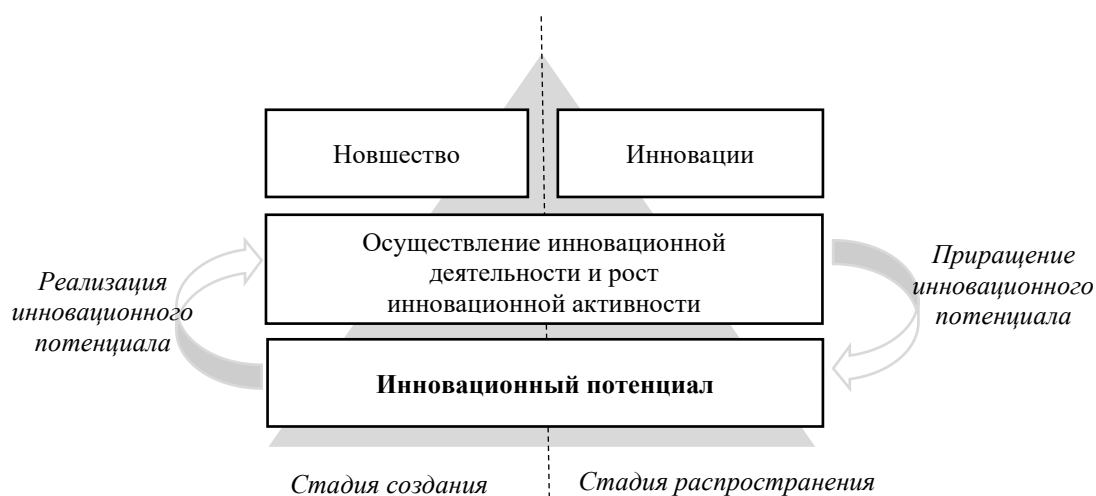 Новшество
Инновации
Осуществление инновационной
деятельности и рост
инновационной активности
Реализация
инновационного
потенциала
Приращение
инновационного
потенциала
Инновационный потенциал
Стадия создания
Стадия распространения